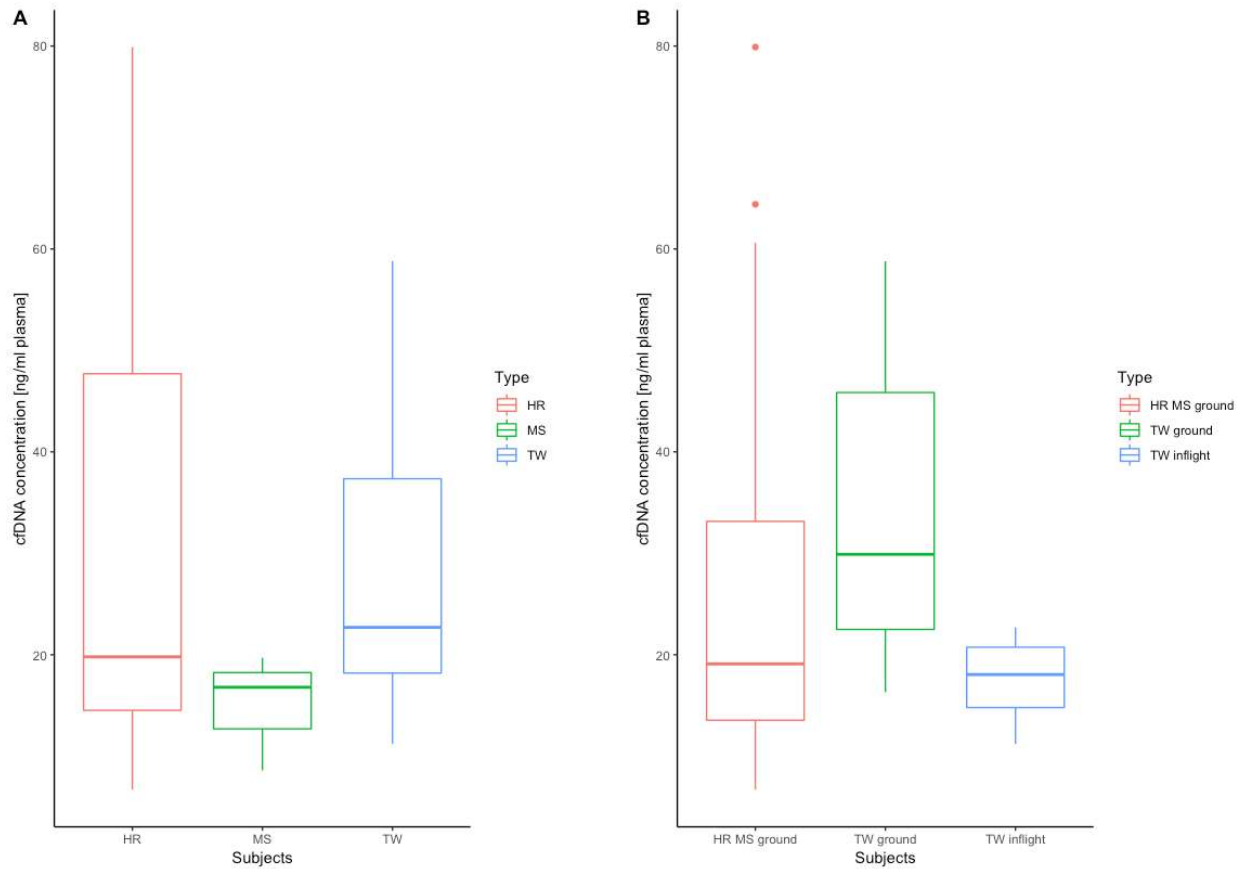 A
80
60
40
20
cfDNA concentration [ng/ml plasma]
HR MS TW
Subjects
Type
HR
MS
TW
B
80
60
40
20
cfDNA concentration [ng/ml plasma]
HR MS ground TW ground TW inflight
Subjects
Type
HR MS ground
TW ground
TW inflight